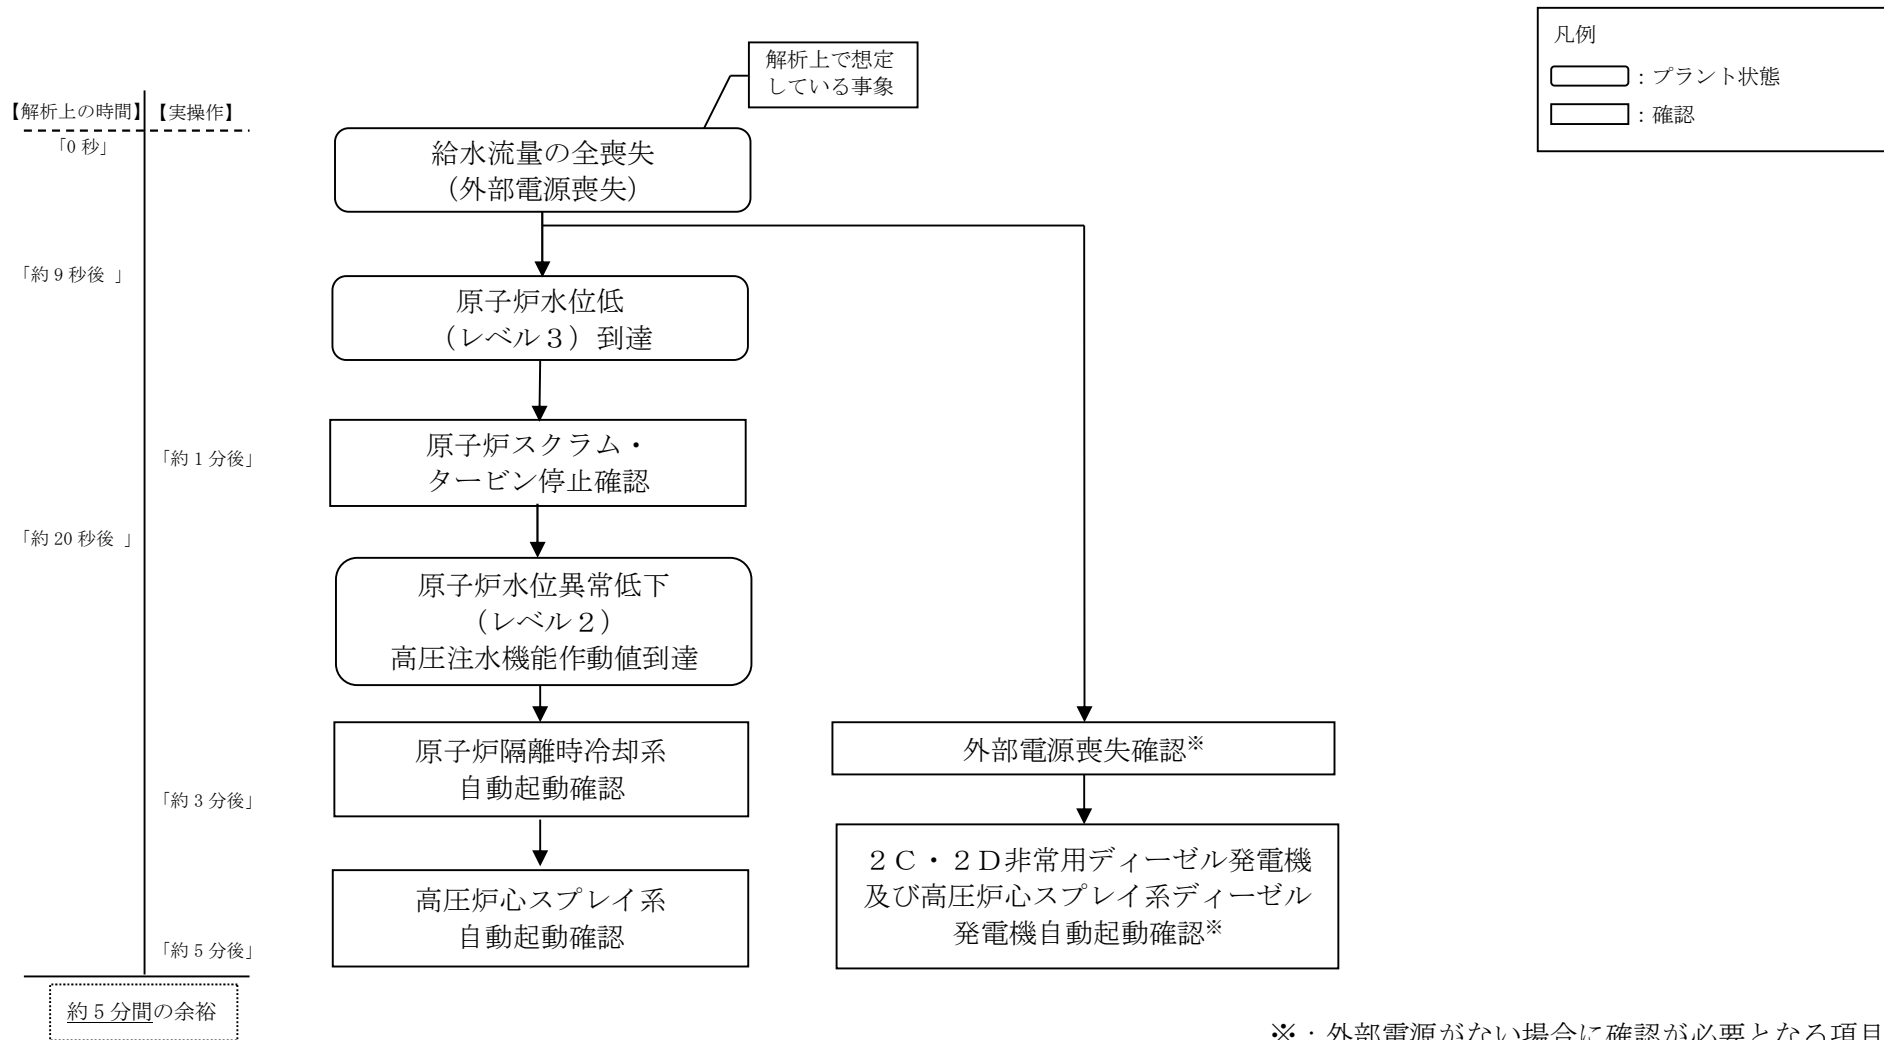 凡例
：プラント状態
：確認
解析上で想定
している事象
【解析上の時間】【実操作】
「0 秒」
給水流量の全喪失
（外部電源喪失）
「約 9 秒後 」
原子炉水位低
（レベル３）到達
「約 1 分後」
原子炉スクラム・
タービン停止確認
「約 20 秒後 」
原子炉水位異常低下
（レベル２）
高圧注水機能作動値到達
原子炉隔離時冷却系
自動起動確認
「約 3 分後」
高圧炉心スプレイ系
自動起動確認
「約 5 分後」
外部電源喪失確認※
２Ｃ・２Ｄ非常用ディーゼル発電機
及び高圧炉心スプレイ系ディーゼル
発電機自動起動確認※
約 5 分間の余裕
※：外部電源がない場合に確認が必要となる項目